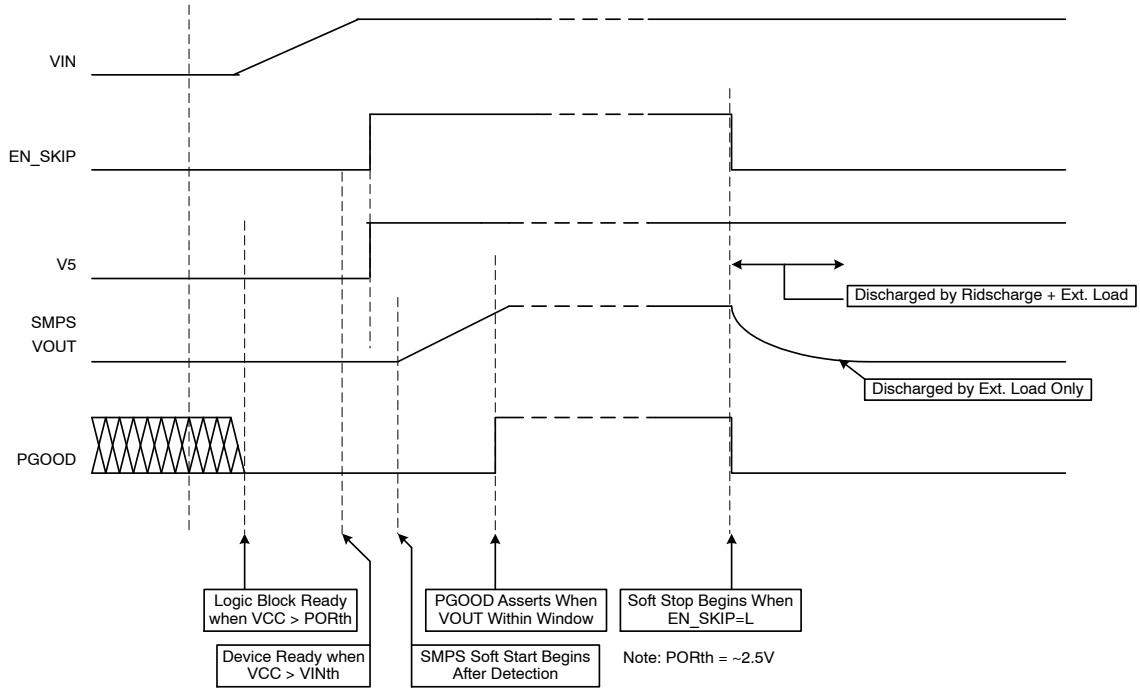 VIN
EN_SKIP
V5
Discharged by Ridscharge + Ext. Load
SMPS
VOUT
Discharged by Ext. Load Only
PGOOD
Logic Block Ready
when VCC > PORth
PGOOD Asserts When
VOUT Within Window
Soft Stop Begins When
EN_SKIP=L
Device Ready when
VCC > VINth
SMPS Soft Start Begins
After Detection
Note: PORth = ~2.5V